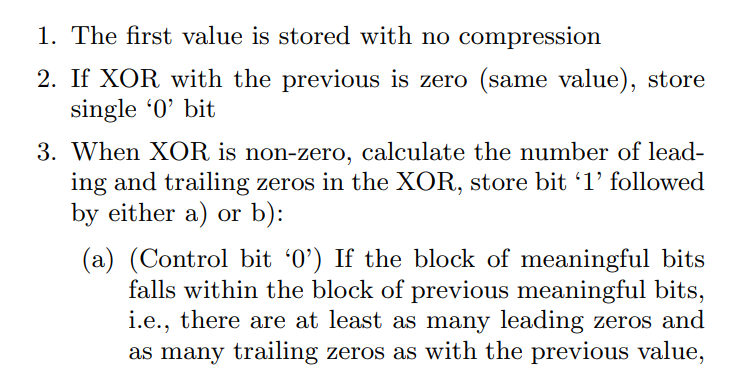 1. The first value is stored with no compression
2. If XOR with the previous is zero (same value), store
single ‘0’ bit
3. When XOR is non-zero, calculate the number of lead-
ing and trailing zeros in the XOR, store bit ‘1’ followed
by either a) or b):
(a) (Control bit ‘0’) If the block of meaningful bits
falls within the block of previous meaningful bits,
i.e., there are at least as many leading zeros and
as many trailing zeros as with the previous value,